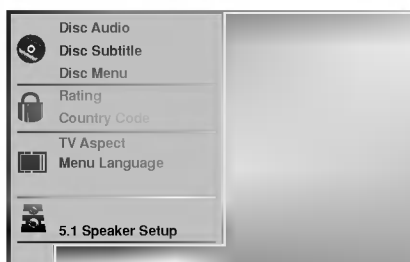 Disc Audio
Disc Subtitle
Disc Menu
Rating
Country Code
TV Aspect
Menu Language
5.1 Speaker Setup